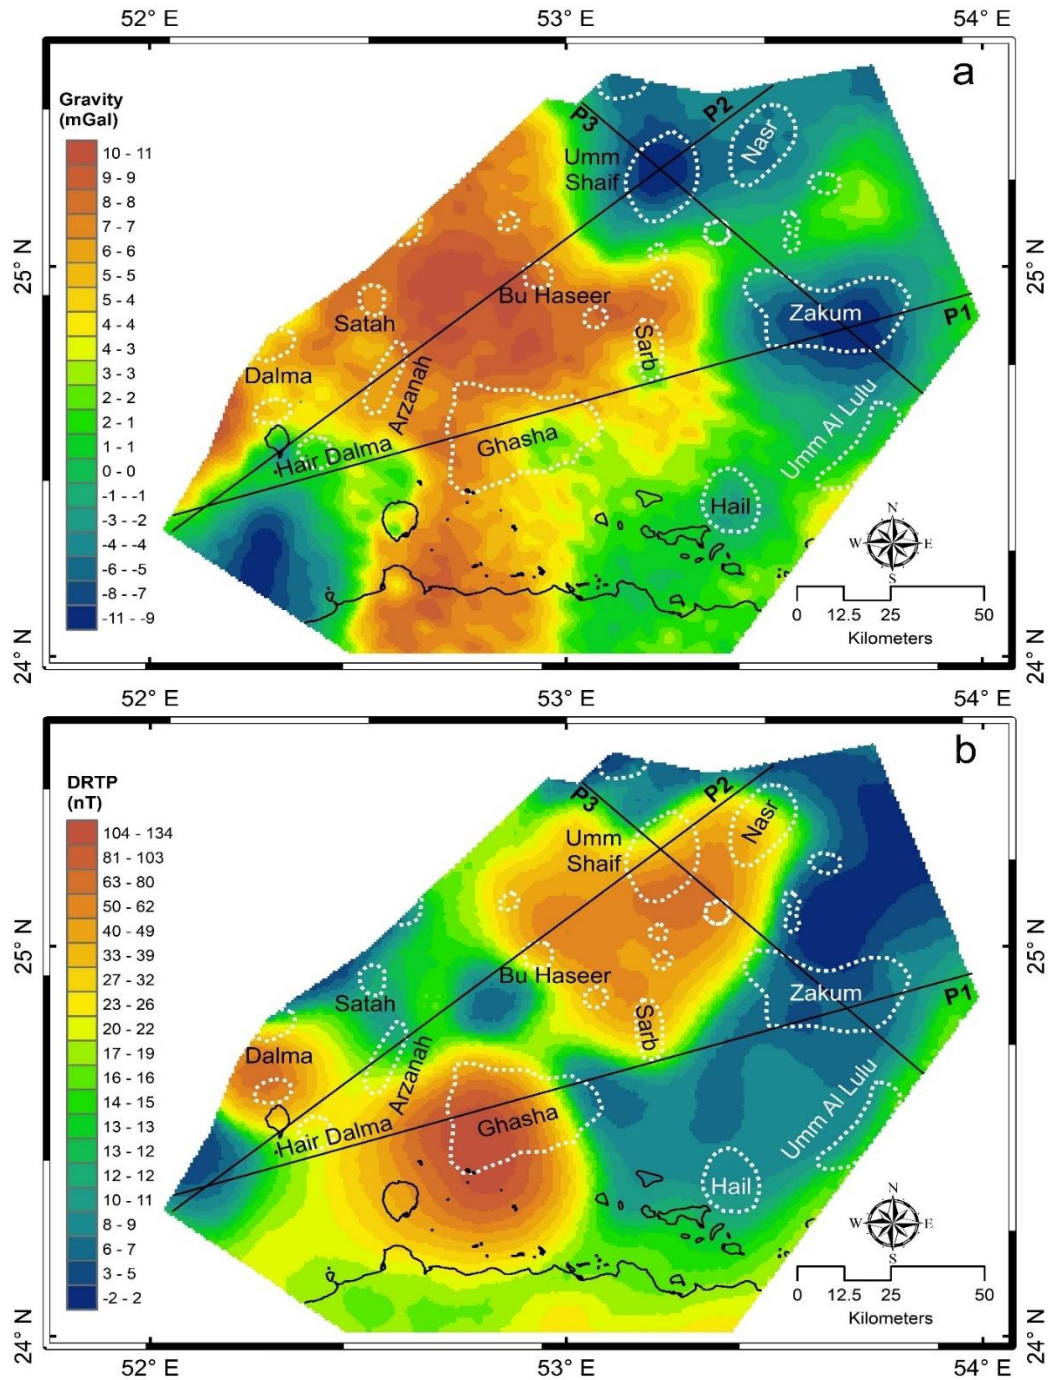 52° E
53° E
54° E
a
Gravity
(mGal)
10 - 11
9 - 9
8 - 8
7 - 7
6 - 6
5 - 5
5 - 4
4 - 4
4 - 3
3 - 3
2 - 2
1 - 1
0 - 0
-1 - -1
-3 - -2
-4 - -4
-6 - -5
-8 - -7
-11 - -9
P3
P2
Nasr
Umm
Shaif
25° N
25° N
Bu Haseer
Zakum
P1
Satah
Sarb
Dalma
Arzanah
Umm Al Lulu
Ghasha
Hair Dalma
Hail
N
W
E
S
0
12.5
25
50
Kilometers
24° N
24° N
52° E
53° E
54° E
b
DRTP
(nT)
104 - 134
81 - 103
63 - 80
50 - 62
40 - 49
33 - 39
27 - 32
23 - 26
20 - 22
17 - 19
16 - 16
14 - 15
13 - 13
12 - 12
10 - 11
8 - 9
6 - 7
3 - 5
-2 - 2
P3
P2
Nasr
Umm
Shaif
25° N
25° N
Bu Haseer
Zakum
P1
Satah
Sarb
Dalma
Arzanah
Umm Al Lulu
Ghasha
Hair Dalma
Hail
N
W
E
S
0
12.5
25
50
Kilometers
24° N
24° N
52° E
53° E
54° E